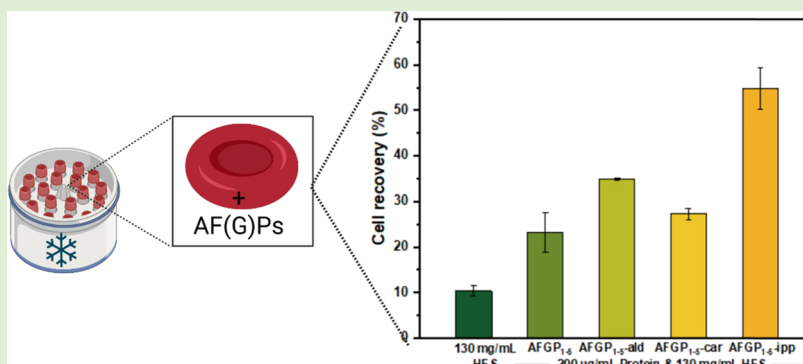 +
AF(G)Ps
Cell recovery (%)
70
60
50
40
30
20
10
0
130 mg/mL AFGP₁₋₅ AFGP₁₋₅-ald AFGP₁₋₅-car AFGP₁₋₅-ipp
HES 200 µg/mL Protein & 130 mg/mL HES